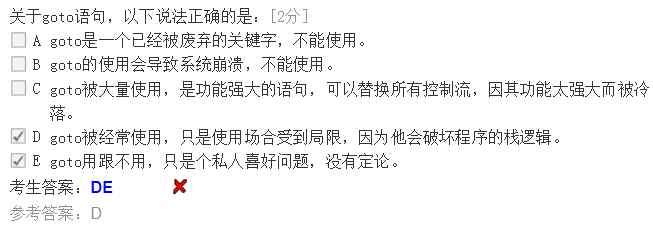 关于goto语句，以下说法正确的是：[2分]
A goto是一个已经被废弃的关键字，不能使用。
B goto的使用会导致系统崩溃，不能使用。
C goto被大量使用，是功能强大的语句，可以替换所有控制流，因其功能太强大而被冷
落。
D goto被经常使用，只是使用场合受到局限，因为他会破坏程序的栈逻辑。
E goto用跟不用，只是个私人喜好问题，没有定论。
考生答案：DE
参考答案：D